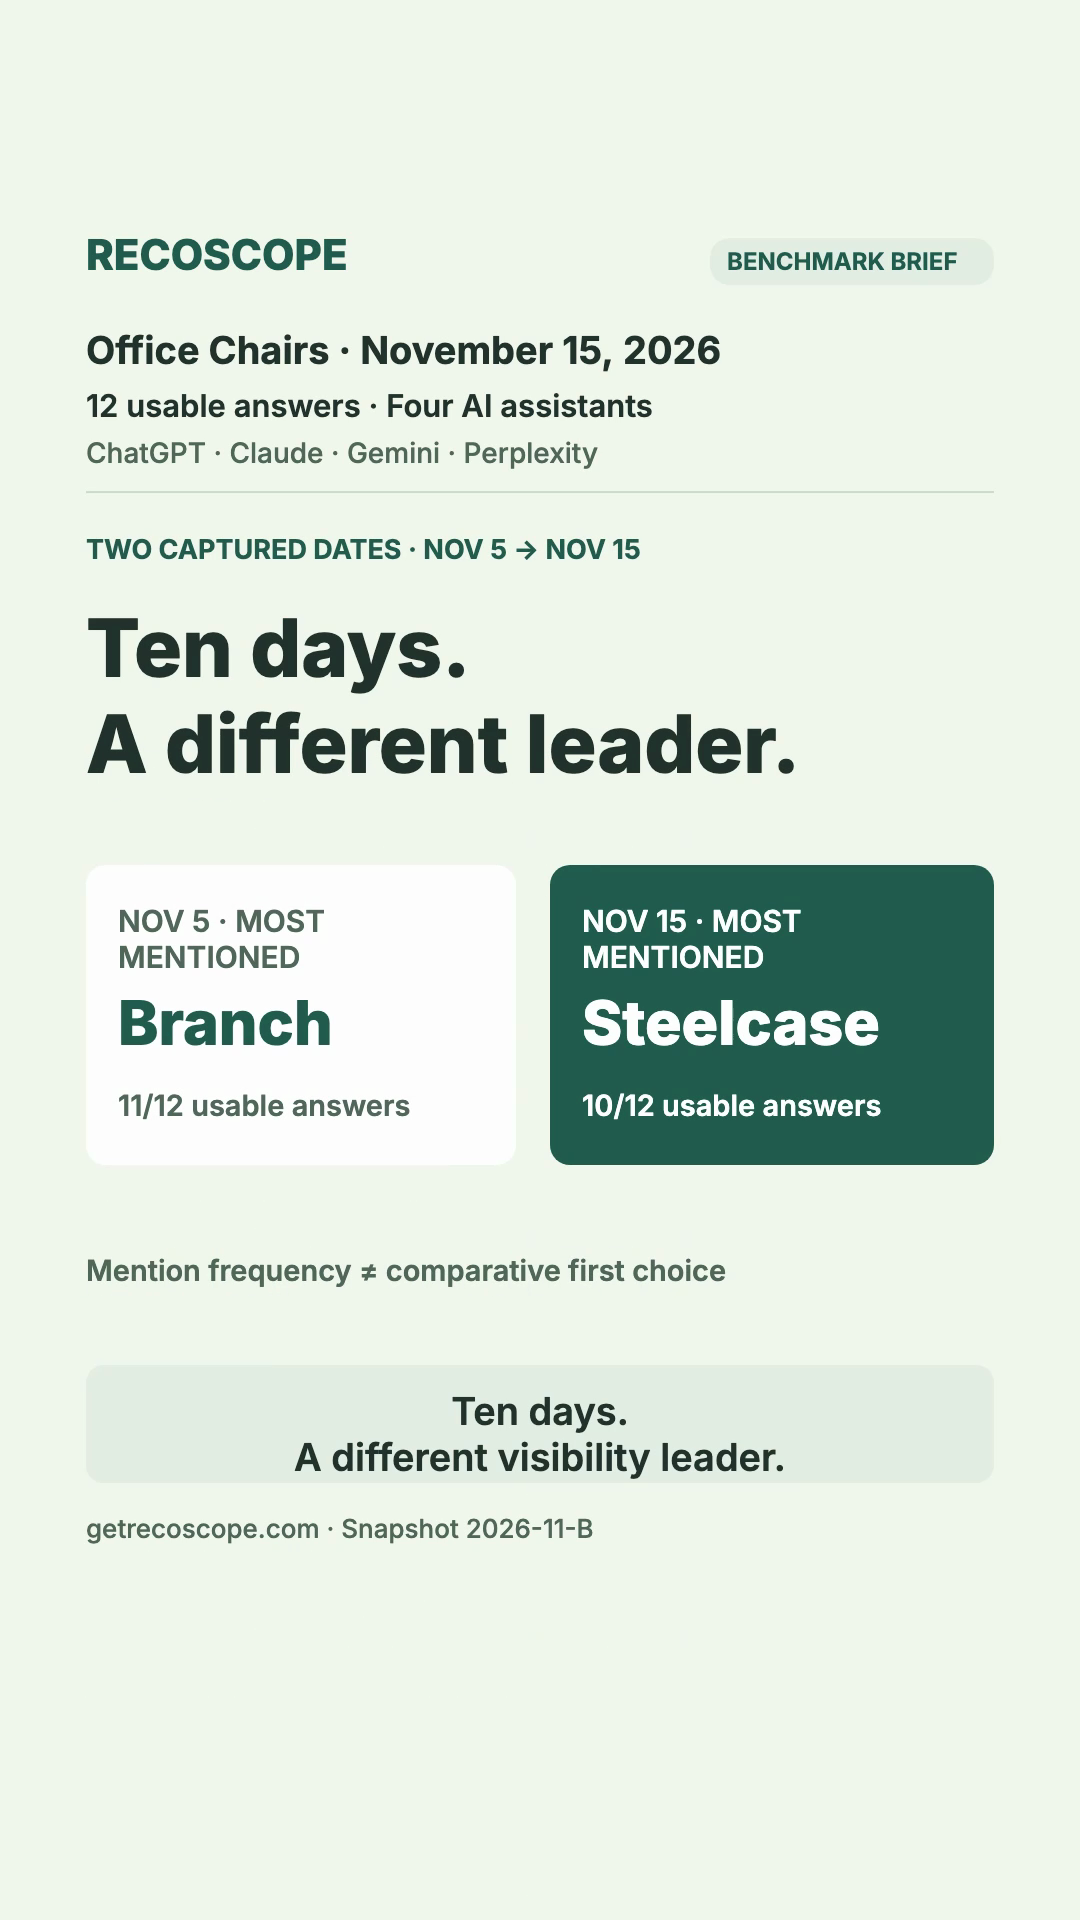 RECOSCOPE
BENCHMARK BRIEF
Office Chairs · November 15, 2026
12 usable answers · Four AI assistants
ChatGPT · Claude · Gemini · Perplexity
TWO CAPTURED DATES · NOV 5 → NOV 15
Ten days.
A different leader.
NOV 5 · MOST
MENTIONED
Branch
11/12 usable answers
NOV 15 · MOST
MENTIONED
Steelcase
10/12 usable answers
Mention frequency ≠ comparative first choice
Ten days.
A different visibility leader.
getrecoscope.com · Snapshot 2026-11-B